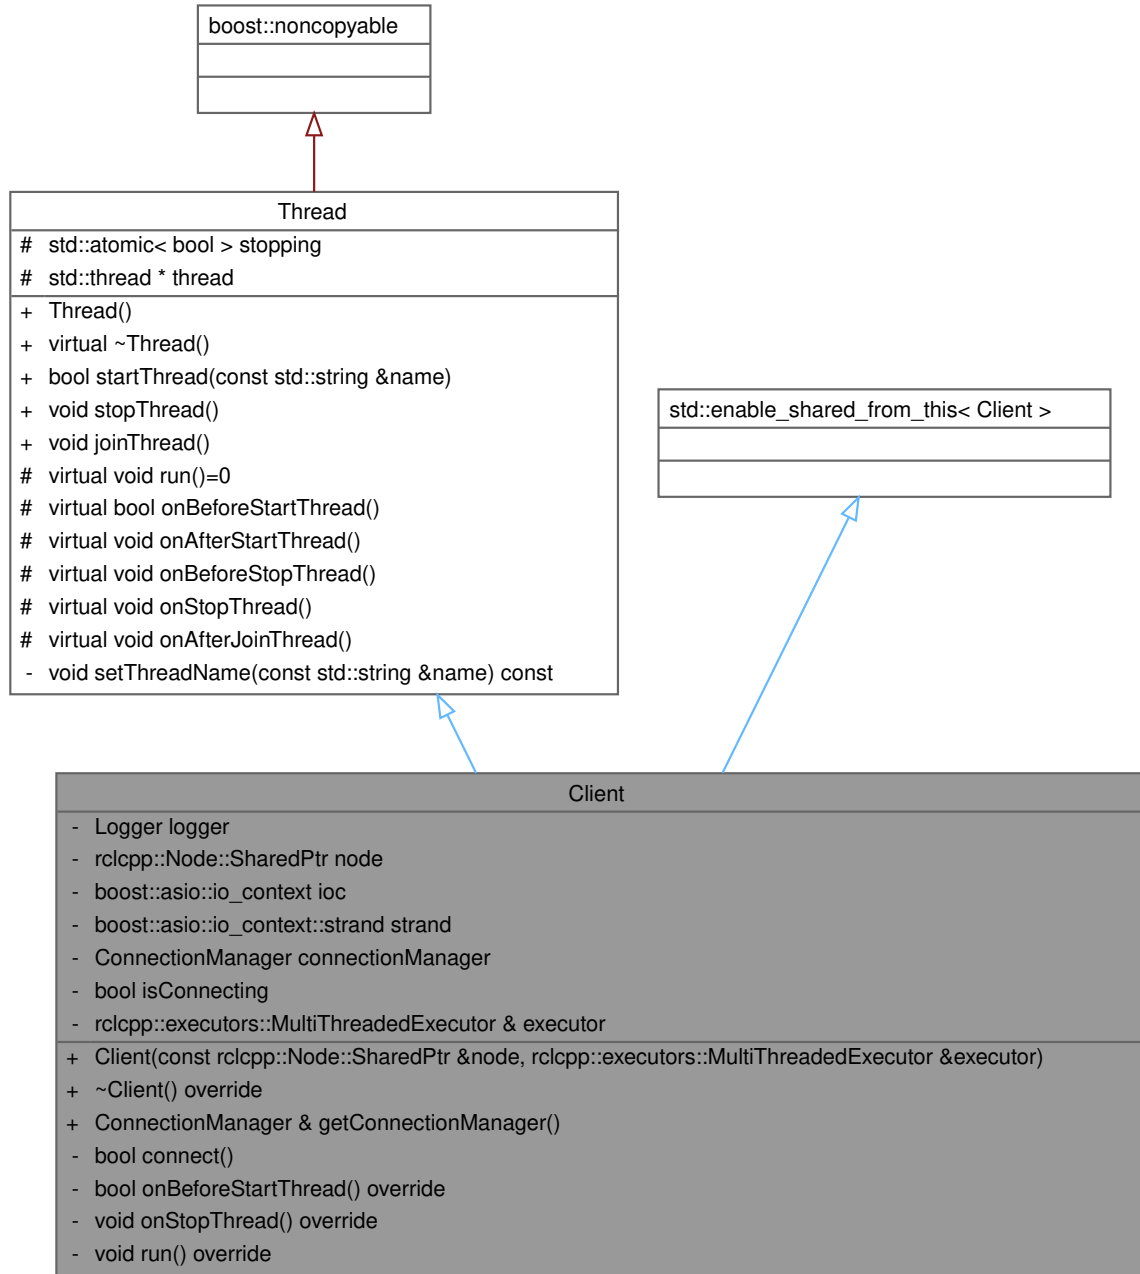 boost::noncopyable
Thread
# std::atomic< bool > stopping
# std::thread * thread
+ Thread()
+ virtual ~Thread()
+ bool startThread(const std::string &name)
+ void stopThread()
+ void joinThread()
# virtual void run()=0
# virtual bool onBeforeStartThread()
# virtual void onAfterStartThread()
# virtual void onBeforeStopThread()
# virtual void onStopThread()
# virtual void onAfterJoinThread()
- void setThreadName(const std::string &name) const
std::enable_shared_from_this< Client >
Client
- Logger logger
- rclcpp::Node::SharedPtr node
- boost::asio::io_context ioc
- boost::asio::io_context::strand strand
- ConnectionManager connectionManager
- bool isConnecting
- rclcpp::executors::MultiThreadedExecutor & executor
+ Client(const rclcpp::Node::SharedPtr &node, rclcpp::executors::MultiThreadedExecutor &executor)
+ ~Client() override
+ ConnectionManager & getConnectionManager()
- bool connect()
- bool onBeforeStartThread() override
- void onStopThread() override
- void run() override